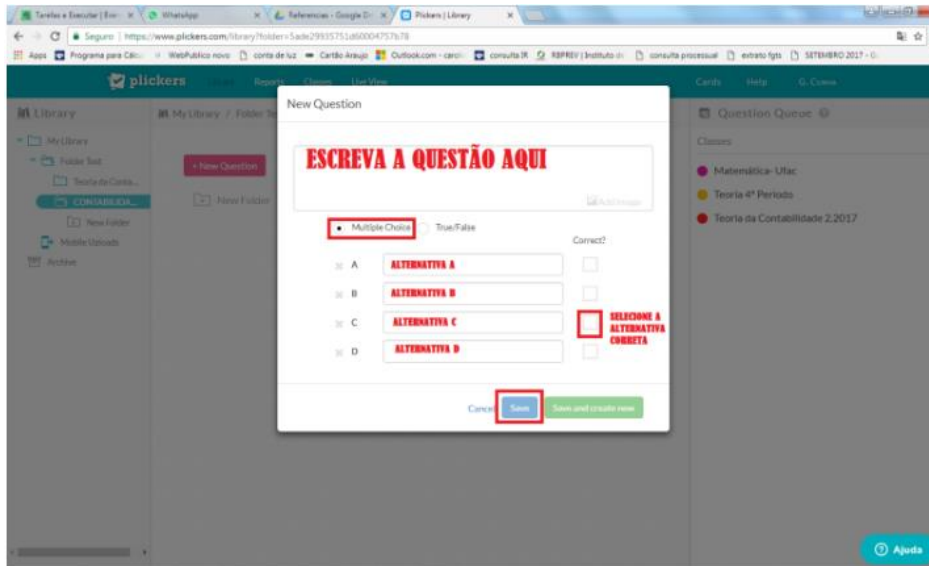 Tarefas a Executar | Exe
WhatsApp
Referencias - Google Dr
Plickers | Library
Seguro
https://www.plickers.com/library?folder=5ade29935751d60004757b78
Apps
Programa para Cálc
WebPublico novo
conta de luz
Cartão Araujo
Outlook.com - carol
consulta IR
RBPREV | Instituto d
consulta processual
extrato fgts
SETEMBRO 2017 - G
plickers
Library
Reports
Classes
Live View
Cards
Help
Library
My Library / Folder Te
My Library
Folder Test
Teoria da Conta...
CONTABILIDA...
New Folder
Mobile Uploads
Archive
+ New Question
New Folder
New Question
ESCREVA A QUESTÃO AQUI
Add Image
Multiple Choice
True/False
Correct?
A
ALTERNATIVA A
B
ALTERNATIVA B
C
ALTERNATIVA C
SELECIONE A
ALTERNATIVA
CORRETA
D
ALTERNATIVA D
Cancel
Save
Save and create new
Question Queue
Classes
Matemática- Ufac
Teoria 4º Periodo
Teoria da Contabilidade 2.2017
Ajuda